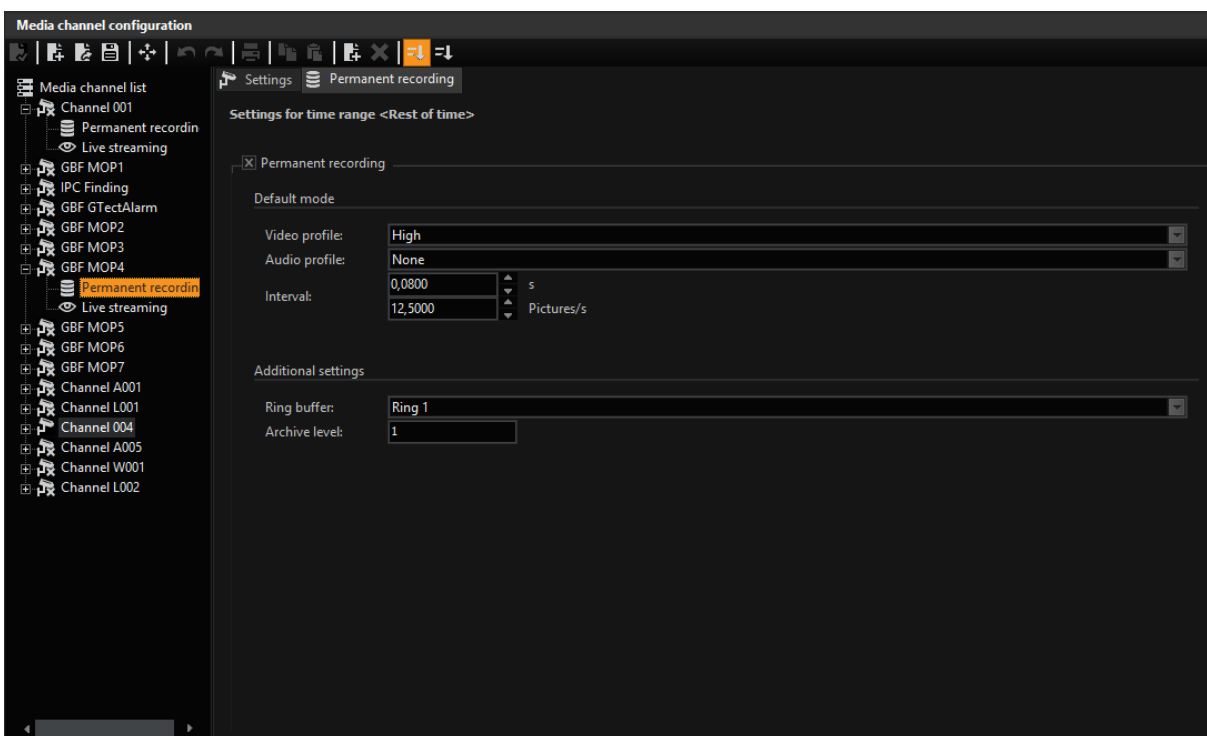 Media channel configuration
Media channel list
Channel 001
Permanent recordin
Live streaming
GBF MOP1
IPC Finding
GBF GTectAlarm
GBF MOP2
GBF MOP3
GBF MOP4
Permanent recordin
Live streaming
GBF MOP5
GBF MOP6
GBF MOP7
Channel A001
Channel L001
Channel 004
Channel A005
Channel W001
Channel L002
Settings Permanent recording
Settings for time range <Rest of time>
Permanent recording
Default mode
Video profile: High
Audio profile: None
Interval: 0,0800 s
12,5000 Pictures/s
Additional settings
Ring buffer: Ring 1
Archive level: 1